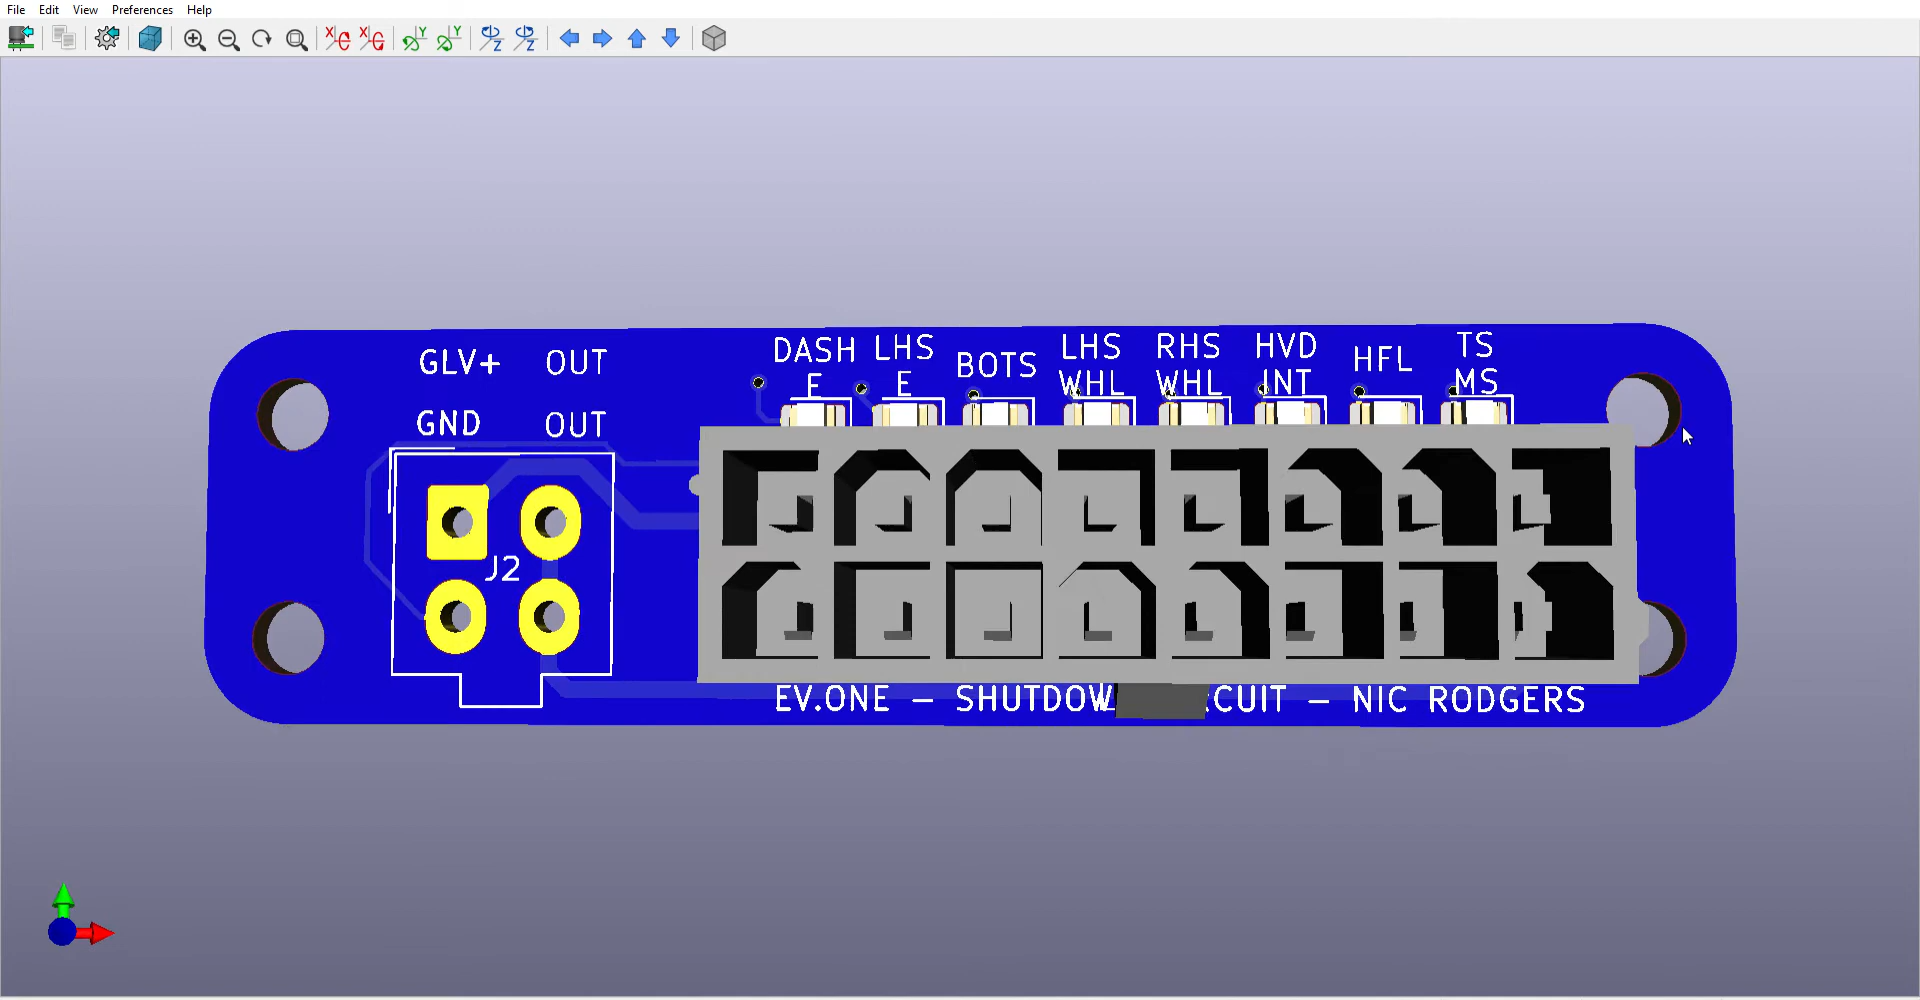 File Edit View Preferences Help
GLV+ OUT
GND OUT
DASH E
LHS E
BOTS
LHS WHL
RHS WHL
HVD INT
HFL
TS MS
J2
EV.ONE - SHUTDOW CUIT - NIC RODGERS